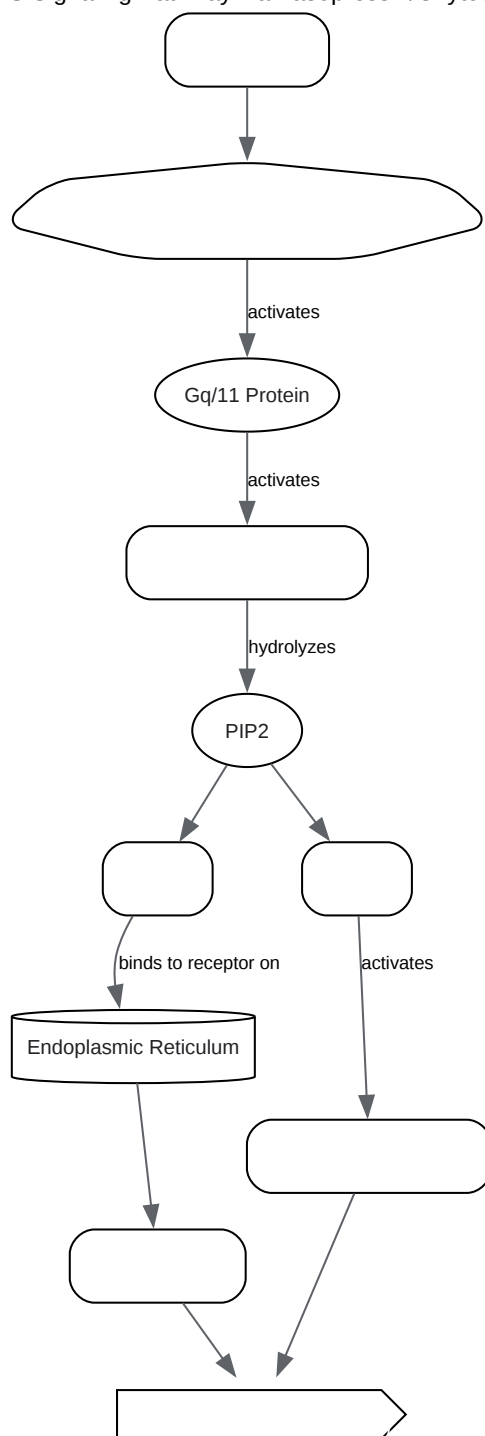 activates
Gq/11 Protein
activates
hydrolyzes
PIP2
binds to receptor on
activates
Endoplasmic Reticulum